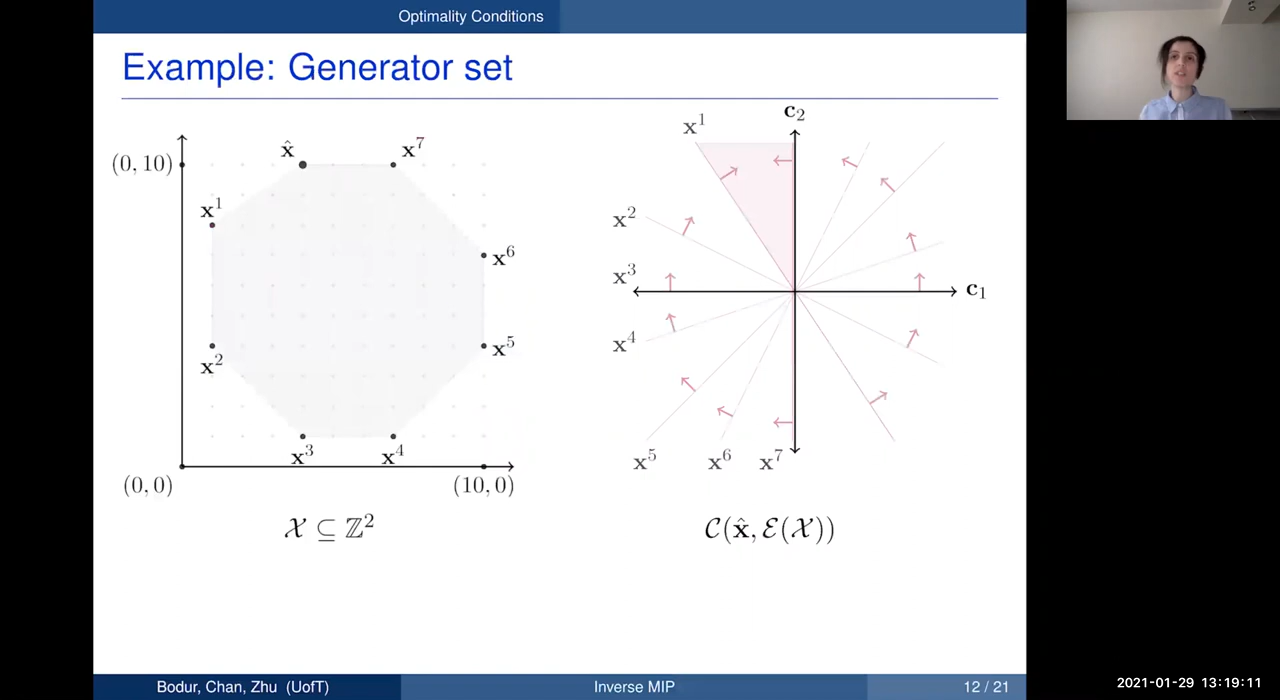 Optimality Conditions
Example: Generator set
(0, 10)
x̂
x⁷
x¹
x⁶
x⁵
x²
x³
x⁴
(0, 0)
(10, 0)
𝒳 ⊆ ℤ²
c₂
x¹
x²
x³
c₁
x⁴
x⁵
x⁶
x⁷
𝒞(x̂, ℰ(𝒳))
Bodur, Chan, Zhu (UofT)
Inverse MIP
12 / 21
2021-01-29 13:19:11